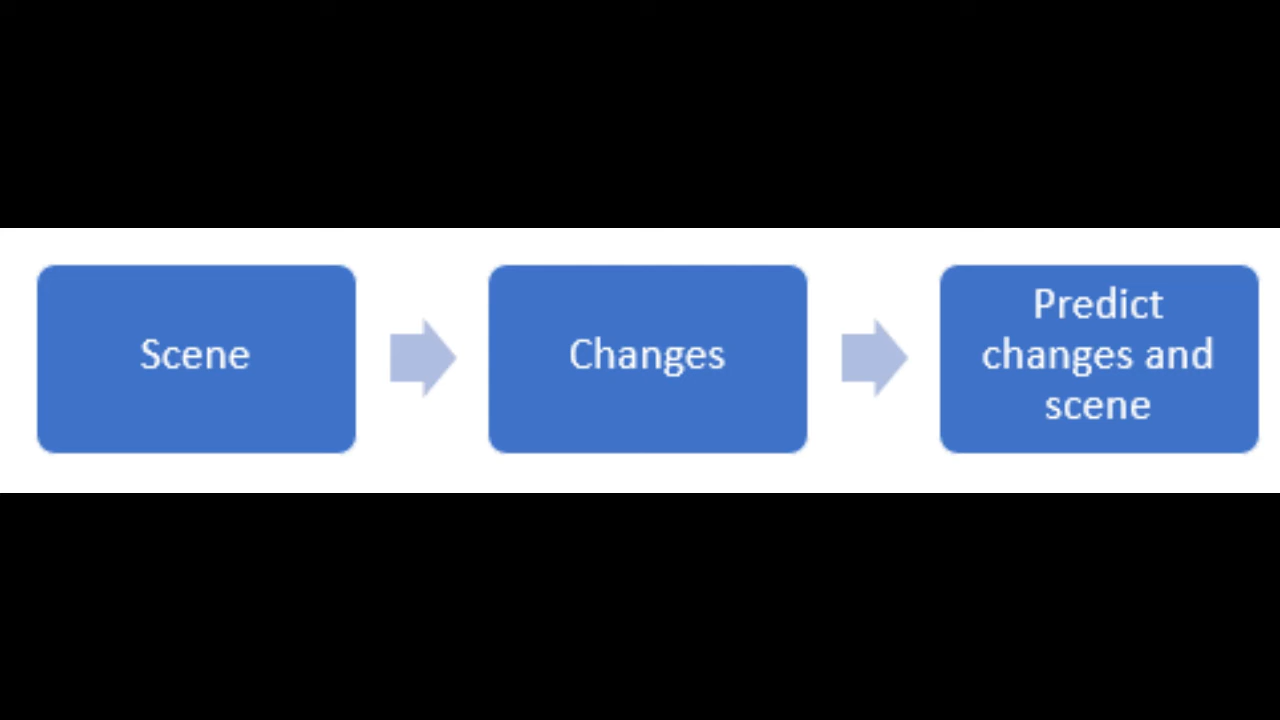 Scene
Changes
Predict
changes and
scene